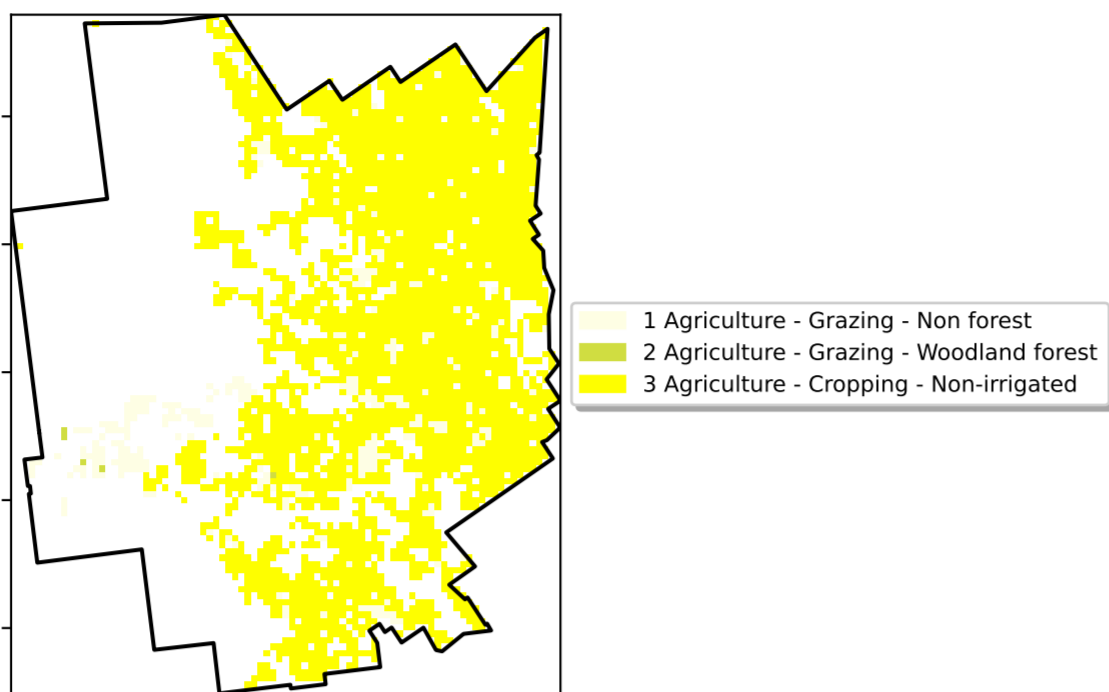 1 Agriculture - Grazing - Non forest
2 Agriculture - Grazing - Woodland forest
3 Agriculture - Cropping - Non-irrigated